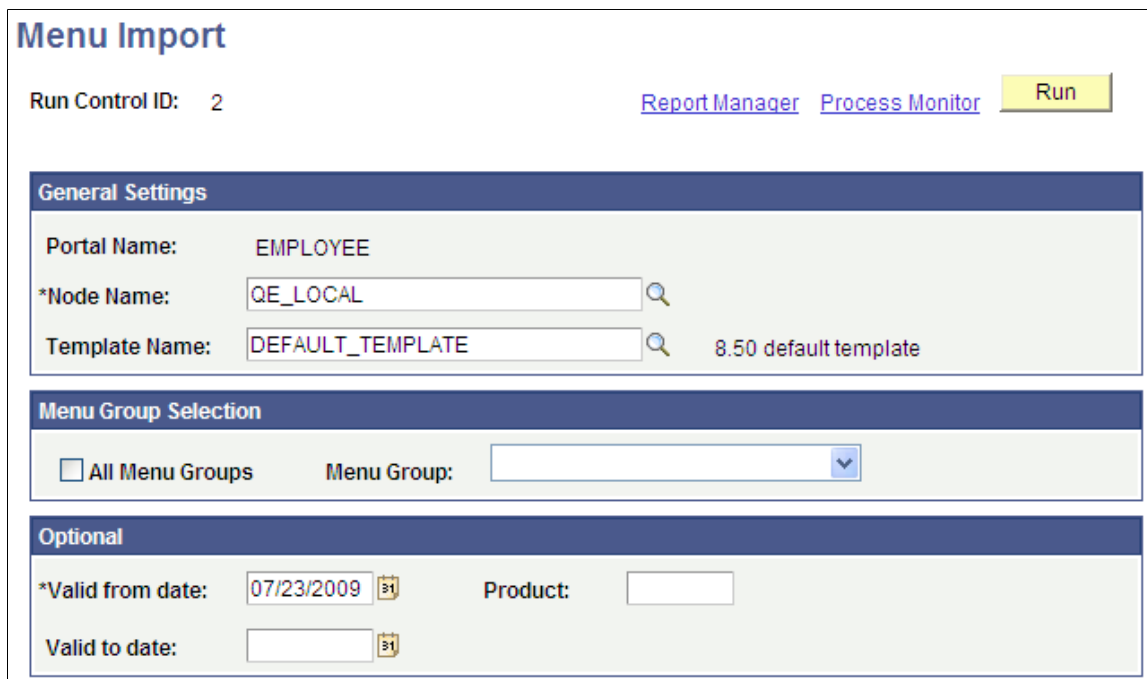 Menu Import
Run Control ID: 2 Report Manager Process Monitor Run
General Settings
Portal Name: EMPLOYEE
*Node Name: QE_LOCAL
Template Name: DEFAULT_TEMPLATE 8.50 default template
Menu Group Selection
All Menu Groups Menu Group:
Optional
*Valid from date: 07/23/2009 31 Product:
Valid to date: 31